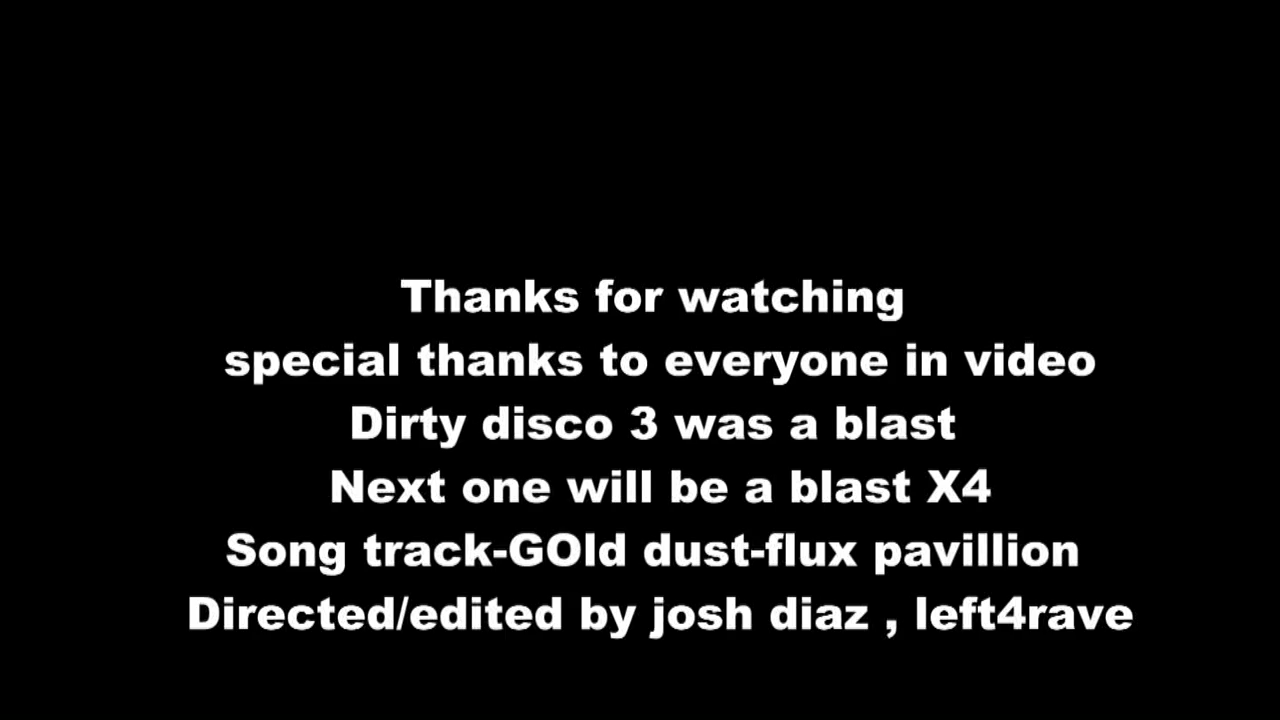 Thanks for watching
special thanks to everyone in video
Dirty disco 3 was a blast
Next one will be a blast X4
Song track-GOld dust-flux pavillion
Directed/edited by josh diaz , left4rave